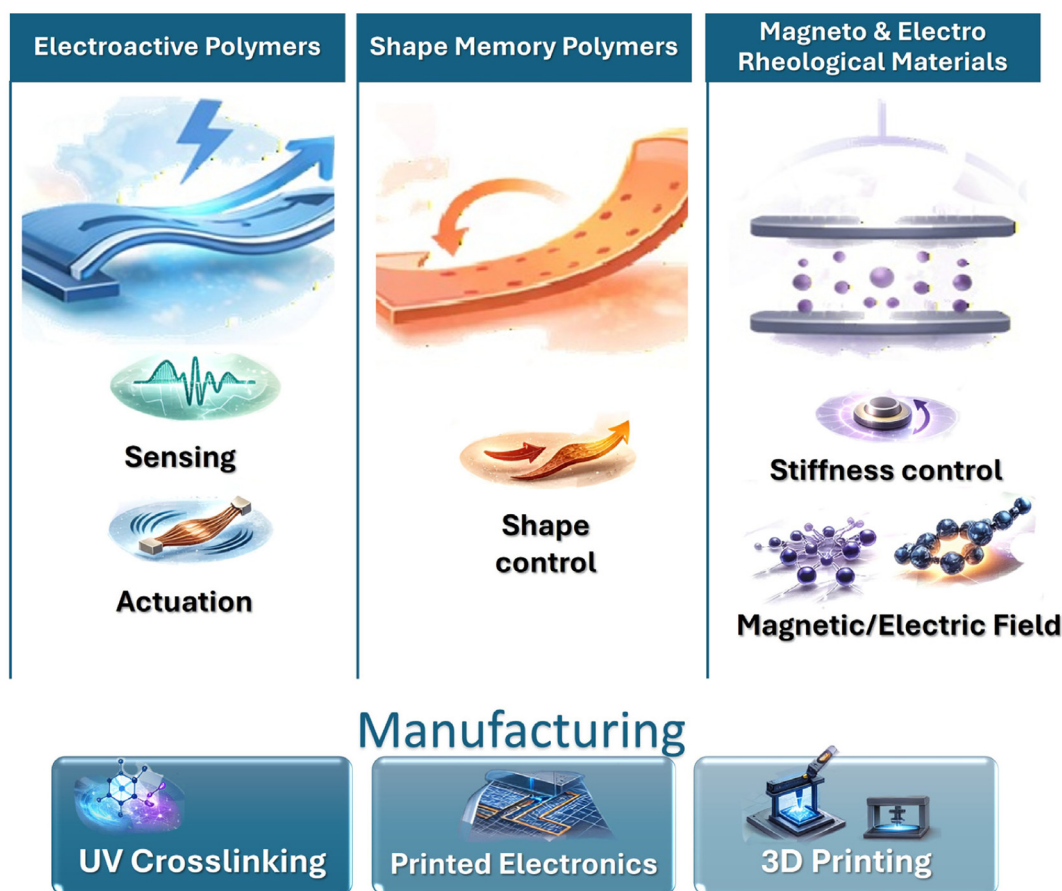 Electroactive Polymers
Shape Memory Polymers
Magneto & Electro
Rheological Materials
Sensing
Actuation
Shape
control
Stiffness control
Magnetic/Electric Field
Manufacturing
UV Crosslinking
Printed Electronics
3D Printing